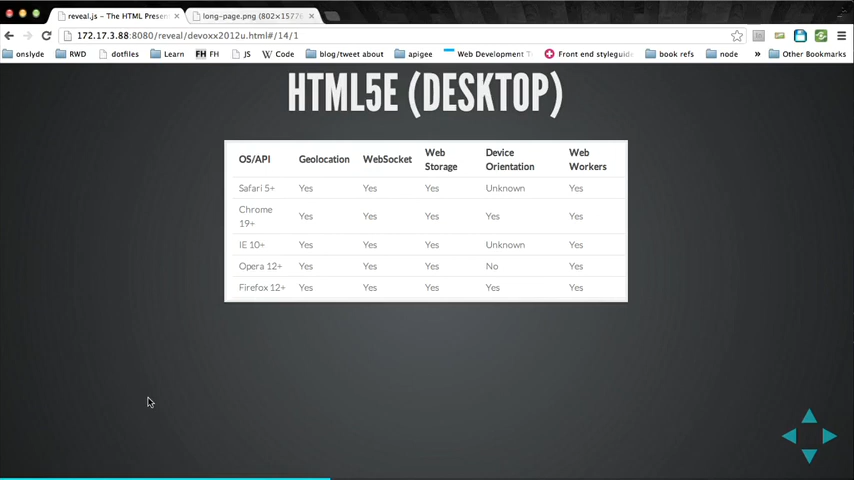 reveal.js – The HTML Presen
long-page.png (802×1577
172.17.3.88:8080/reveal/devoxx2012u.html#/14/1
onslyde RWD dotfiles Learn FH FH JS Code blog/tweet about apigee Web Development T Front end styleguid book refs node » Other Bookmarks
HTML5E (DESKTOP)
OS/API Geolocation WebSocket Web Storage Device Orientation Web Workers
Safari 5+ Yes Yes Yes Unknown Yes
Chrome 19+ Yes Yes Yes Yes Yes
IE 10+ Yes Yes Yes Unknown Yes
Opera 12+ Yes Yes Yes No Yes
Firefox 12+ Yes Yes Yes Yes Yes